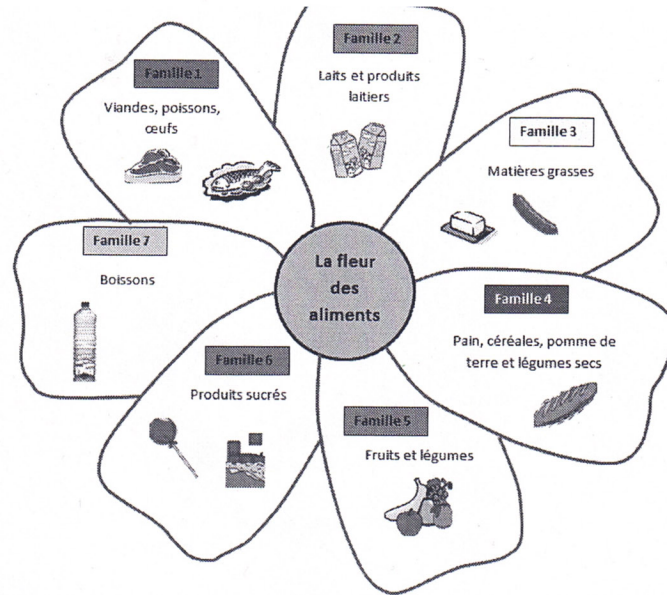 Famille 1
Viandes, poissons,
œufs
Famille 2
Laits et produits
laitiers
Famille 3
Matières grasses
Famille 4
Pain, céréales, pomme de
terre et légumes secs
Famille 5
Fruits et légumes
Famille 6
Produits sucrés
Famille 7
Boissons
La fleur
des
aliments